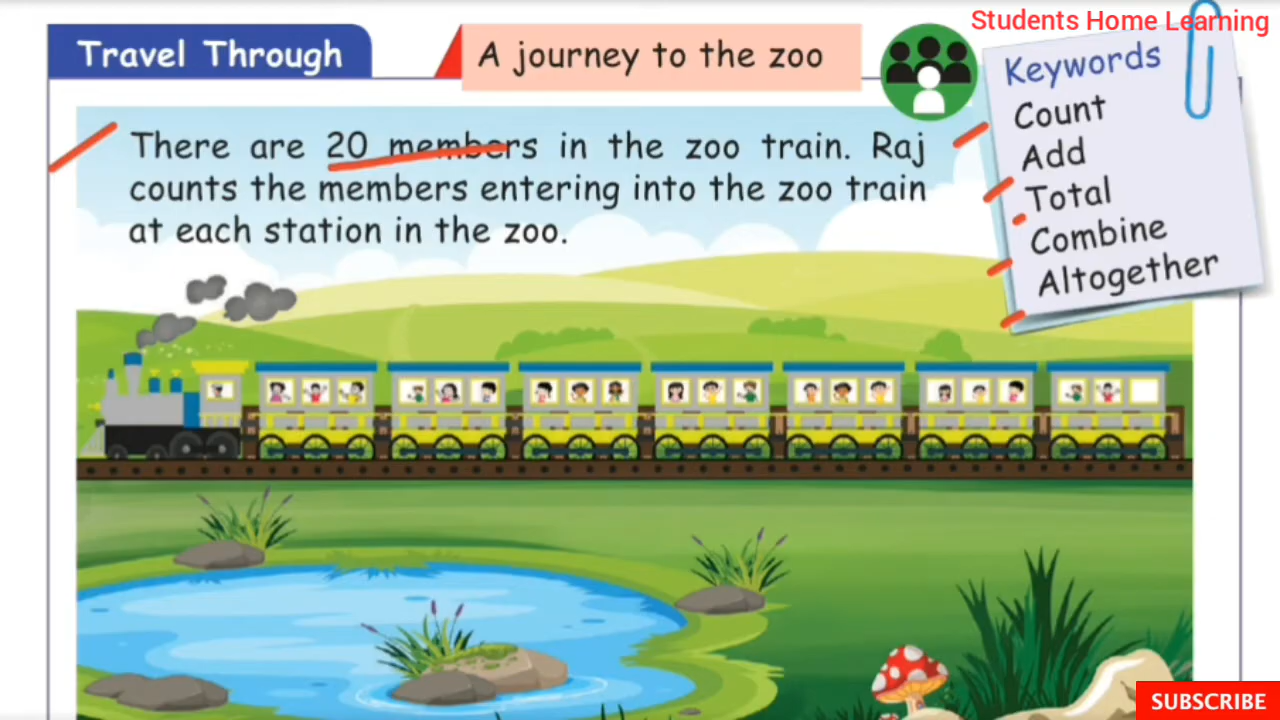 Students Home Learning
Travel Through
A journey to the zoo
Keywords
Count
Add
Total
Combine
Altogether
There are 20 members in the zoo train. Raj
counts the members entering into the zoo train
at each station in the zoo.
SUBSCRIBE